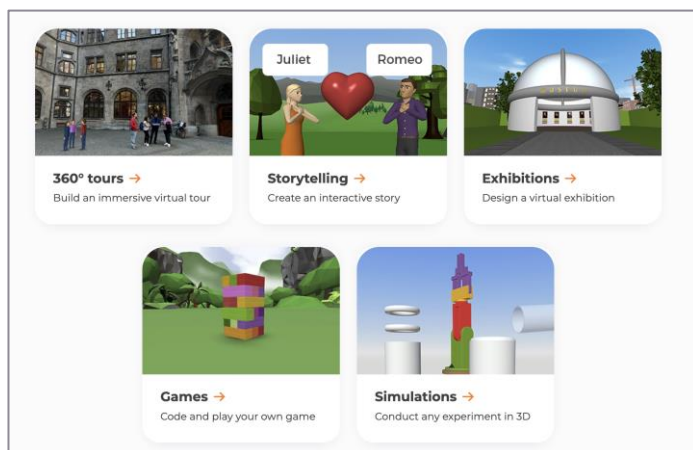 Juliet
Romeo
360° tours →
Build an immersive virtual tour
Storytelling →
Create an interactive story
Exhibitions →
Design a virtual exhibition
Games →
Code and play your own game
Simulations →
Conduct any experiment in 3D